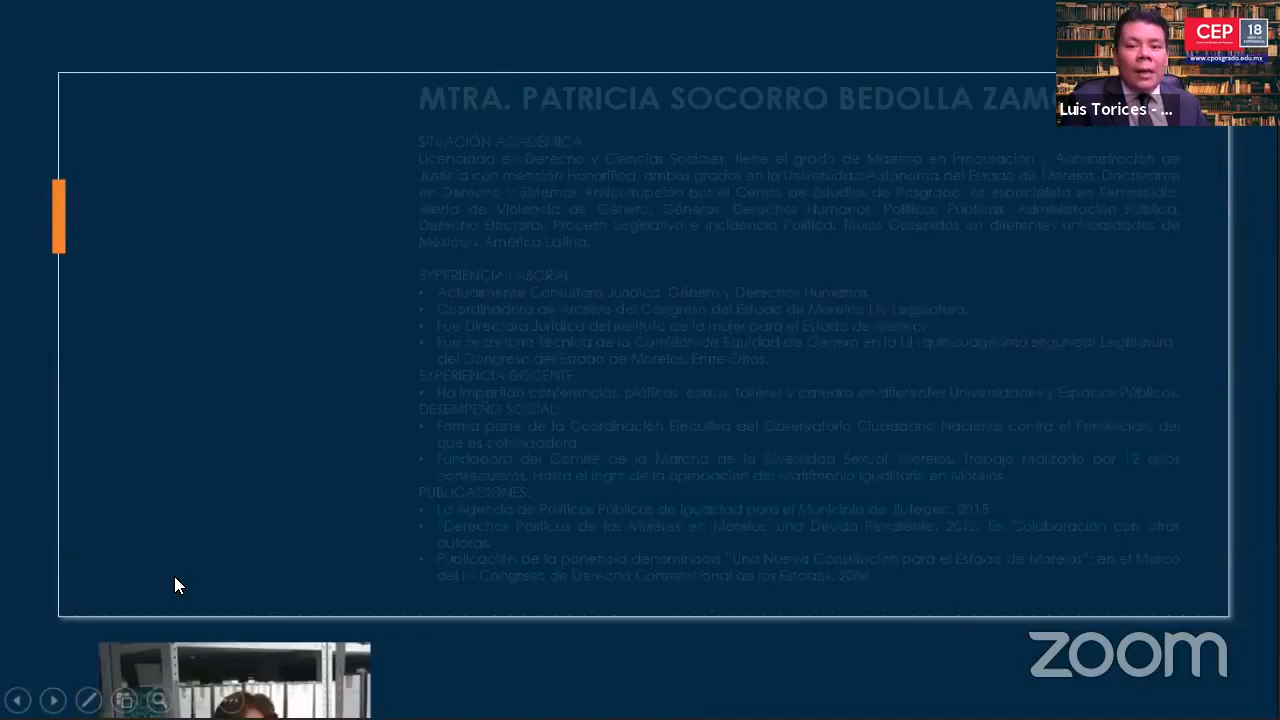 CEP
18
www.cposgrado.edu.mx
Luis Torices - ...
MTRA. PATRICIA SOCORRO BEDOLLA
SITUACIÓN ACADÉMICA
Licenciada en Derecho y Ciencias Sociales, tiene el grado de Maestra en Procuración y Administración de
Justicia con mención Honorífica, ambos grados en la Universidad Autónoma del Estado de Morelos. Doctorante
en Derecho y Sistemas Anticorrupción por el Centro de Estudios de Posgrado, es especialista en Feminicidio,
Alerta de Violencia de Género, Géneros, Derechos Humanos, Políticas Públicas, Administración Pública,
Derecho Electoral, Proceso Legislativo e Incidencia Política. Títulos Obtenidos en diferentes universidades de
México y América Latina.
EXPERIENCIA LABORAL
• Actualmente Consultora Jurídica, Género y Derechos Humanos
• Coordinadora de Archivo del Congreso del Estado de Morelos, Legislatura.
• Fue Directora Jurídica del Instituto de la mujer para el Estado de Morelos
• Fue Secretaria Técnica de la Comisión de Equidad de Género en la LII (quincuagésima segunda) Legislatura
del Congreso del Estado de Morelos. Entre Otros.
EXPERIENCIA DOCENTE
• Ha impartido conferencias, pláticas, cursos, talleres y catedra en diferentes Universidades y Espacios Públicos.
DESEMPEÑO SOCIAL
• Forma parte de la Coordinación Ejecutiva del Observatorio Ciudadano Nacional contra el Feminicidio del
que es cofundadora
• Fundadora del Comité de la Marcha de la Diversidad Sexual, Morelos. Trabajo realizado por 12 años
consecutivos. Hasta el logro de la aprobación del Matrimonio Igualitario en Morelos.
PUBLICACIONES.
• La Agenda de Políticas Públicas de Igualdad para el Municipio de Jiutepec. 2015
• "Derechos Políticos de las Mujeres en Morelos, una Deuda Pendiente. En Colaboración con otras
autoras.
• Publicación de la ponencia denominada "Una Nueva Constitución para el Estado de Morelos"; en el Marco
del Congreso de Derecho Constitucional de los Estados.
zoom